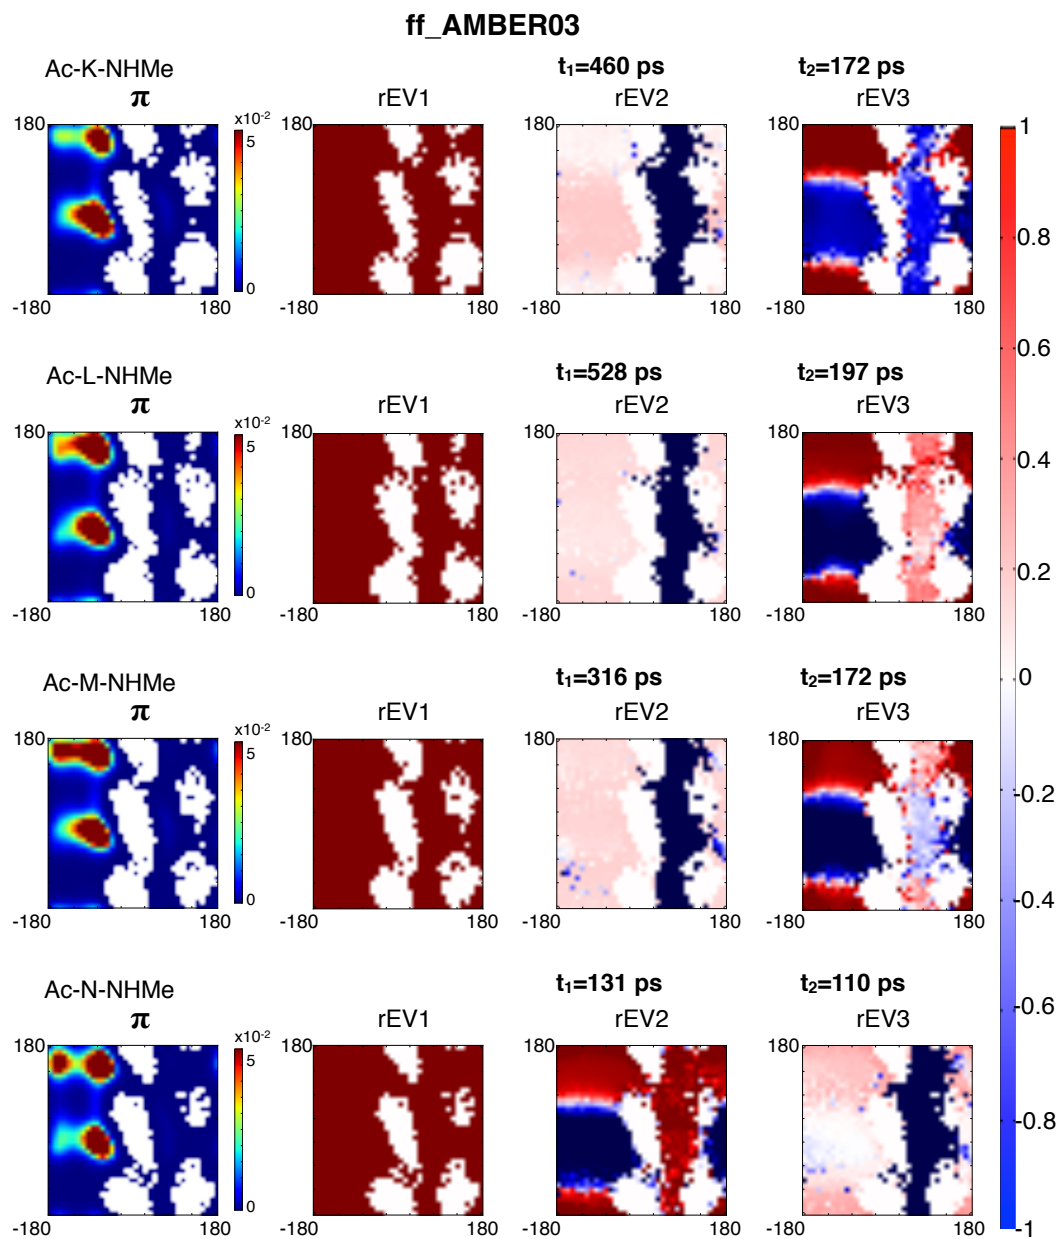 ff_AMBER03
Ac-K-NHMe t₁=460 ps t₂=172 ps
π rEV1 rEV2 rEV3
180 x10⁻² 5 0 180 180 180
-180 180 -180 180 -180 180 -180 180
Ac-L-NHMe t₁=528 ps t₂=197 ps
π rEV1 rEV2 rEV3
180 x10⁻² 5 0 180 180 180
-180 180 -180 180 -180 180 -180 180
Ac-M-NHMe t₁=316 ps t₂=172 ps
π rEV1 rEV2 rEV3
180 x10⁻² 5 0 180 180 180
-180 180 -180 180 -180 180 -180 180
Ac-N-NHMe t₁=131 ps t₂=110 ps
π rEV1 rEV2 rEV3
180 x10⁻² 5 0 180 180 180
-180 180 -180 180 -180 180 -180 180
1
0.8
0.6
0.4
0.2
0
-0.2
-0.4
-0.6
-0.8
-1